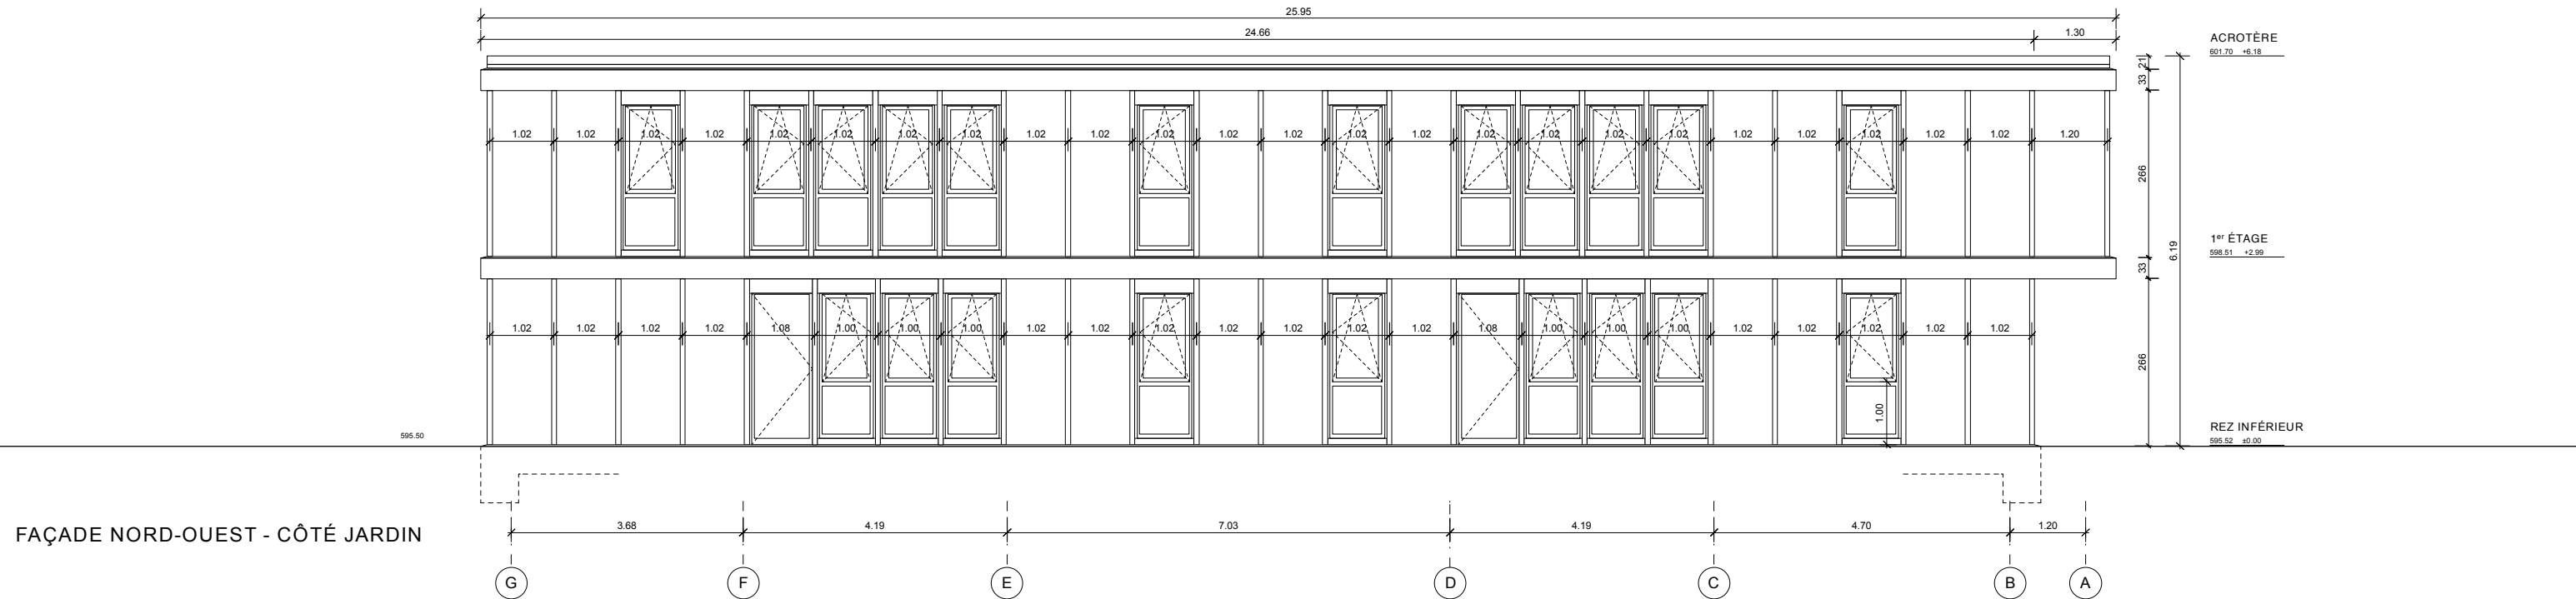 25.95
24.66 1.30
ACROTÈRE
601.70 +6.18
21
33
1.02 1.02 1.02 1.02 1.02 1.02 1.02 1.02 1.02 1.02 1.02 1.02 1.02 1.02 1.02 1.02 1.02 1.02 1.02 1.02 1.02 1.02 1.02 1.02 1.20
266
1er ÉTAGE
598.51 +2.99
6.19
33
1.02 1.02 1.02 1.02 1.08 1.00 1.00 1.00 1.02 1.02 1.02 1.02 1.02 1.02 1.02 1.08 1.00 1.00 1.00 1.02 1.02 1.02 1.02 1.02
266
1.00
REZ INFÉRIEUR
595.52 ±0.00
595.50
FAÇADE NORD-OUEST - CÔTÉ JARDIN
3.68 4.19 7.03 4.19 4.70 1.20
G F E D C B A